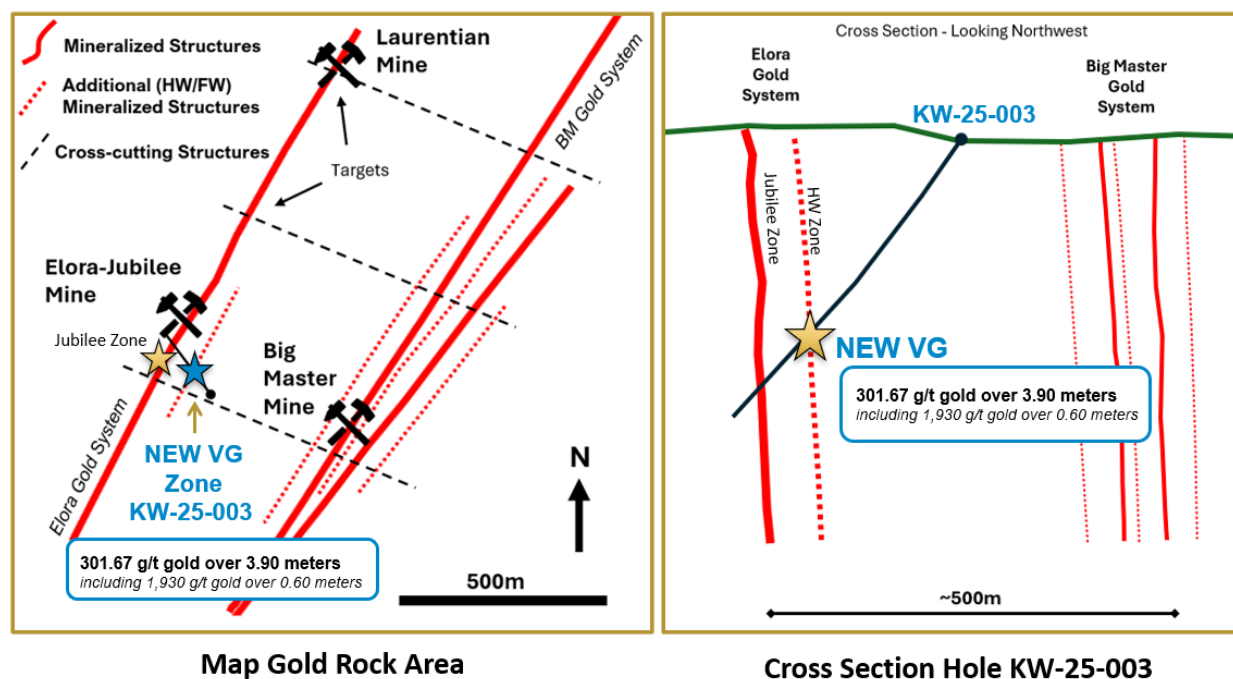 Mineralized Structures
Additional (HW/FW)
Mineralized Structures
Cross-cutting Structures
Laurentian
Mine
BM Gold System
Targets
Elora-Jubilee
Mine
Jubilee Zone
Big
Master
Mine
Elora Gold System
NEW VG
Zone
KW-25-003
N
301.67 g/t gold over 3.90 meters
including 1,930 g/t gold over 0.60 meters
500m
Map Gold Rock Area
Cross Section - Looking Northwest
Elora
Gold
System
KW-25-003
Big Master
Gold
System
Jubilee Zone
HW Zone
NEW VG
301.67 g/t gold over 3.90 meters
including 1,930 g/t gold over 0.60 meters
~500m
Cross Section Hole KW-25-003